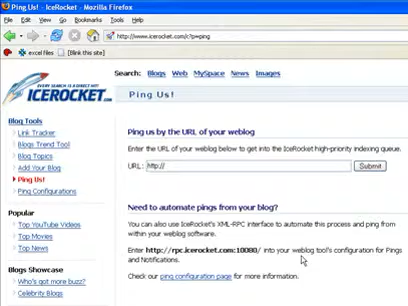 Ping Us! - IceRocket - Mozilla Firefox
File Edit View Go Bookmarks Tools Help
http://www.icerocket.com/c?p=ping
excel files [Blink this site]
EVERY SEARCH IS A DIRECT HIT
ICEROCKET.COM
Search: Blogs Web MySpace News Images
Ping Us!
Blog Tools
Link Tracker
Blogs Trend Tool
Blog Topics
Add Your Blog
Ping Us!
Ping Configurations
Popular
Top YouTube Videos
Top Movies
Top News
Blogs Showcase
Who's got more buzz?
Celebrity Blogs
Ping us by the URL of your weblog
Enter the URL of your weblog below to get into the IceRocket high-priority indexing queue.
URL: http:// Submit
Need to automate pings from your blog?
You can also use IceRocket's XML-RPC interface to automate this process and ping from
within your weblog software.
Enter http://rpc.icerocket.com:10080/ into your weblog tool's configuration for Pings
and Notifications.
Check our ping configuration page for more information.